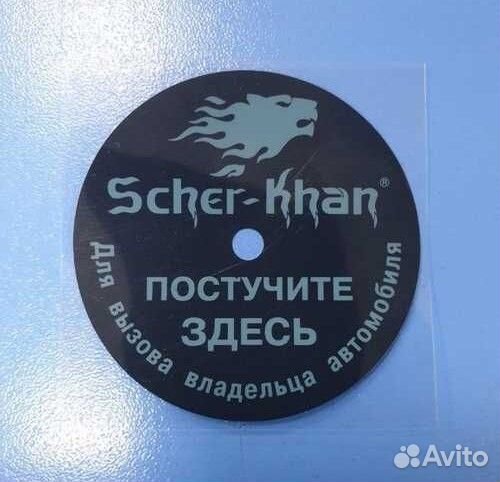 Scher-Khan®
ПОСТУЧИТЕ
ЗДЕСЬ
Для вызова владельца автомобиля
Avito